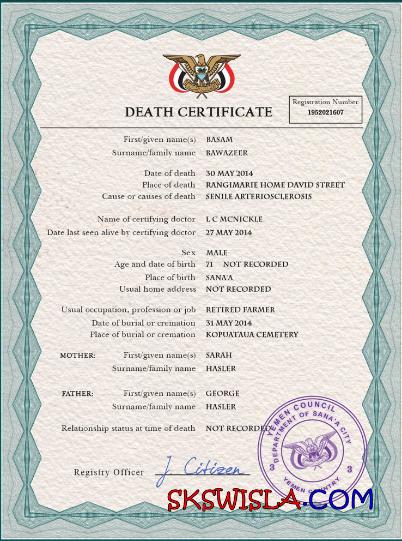 DEATH CERTIFICATE
Registration Number
1952021607
First/given name(s) BASAM
Surname/family name BAWAZEER
Date of death 30 MAY 2014
Place of death RANGIMARIE HOME DAVID STREET
Cause or causes of death SENILE ARTERIOSCLEROSIS
Name of certifying doctor L C MCNICKLE
Date last seen alive by certifying doctor 27 MAY 2014
Sex MALE
Age and date of birth 71 NOT RECORDED
Place of birth SANA'A
Usual home address NOT RECORDED
Usual occupation, profession or job RETIRED FARMER
Date of burial or cremation 31 MAY 2014
Place of burial or cremation KOPUATAUA CEMETERY
MOTHER: First/given name(s) SARAH
Surname/family name HASLER
FATHER: First/given name(s) GEORGE
Surname/family name HASLER
Relationship status at time of death NOT RECORDED
YEMEN COUNCIL
DEPARTMENT OF SANA'A CITY
3 3
YEMEN COUNTRY
Registry Officer J. Citizen
SKSWISLA.COM